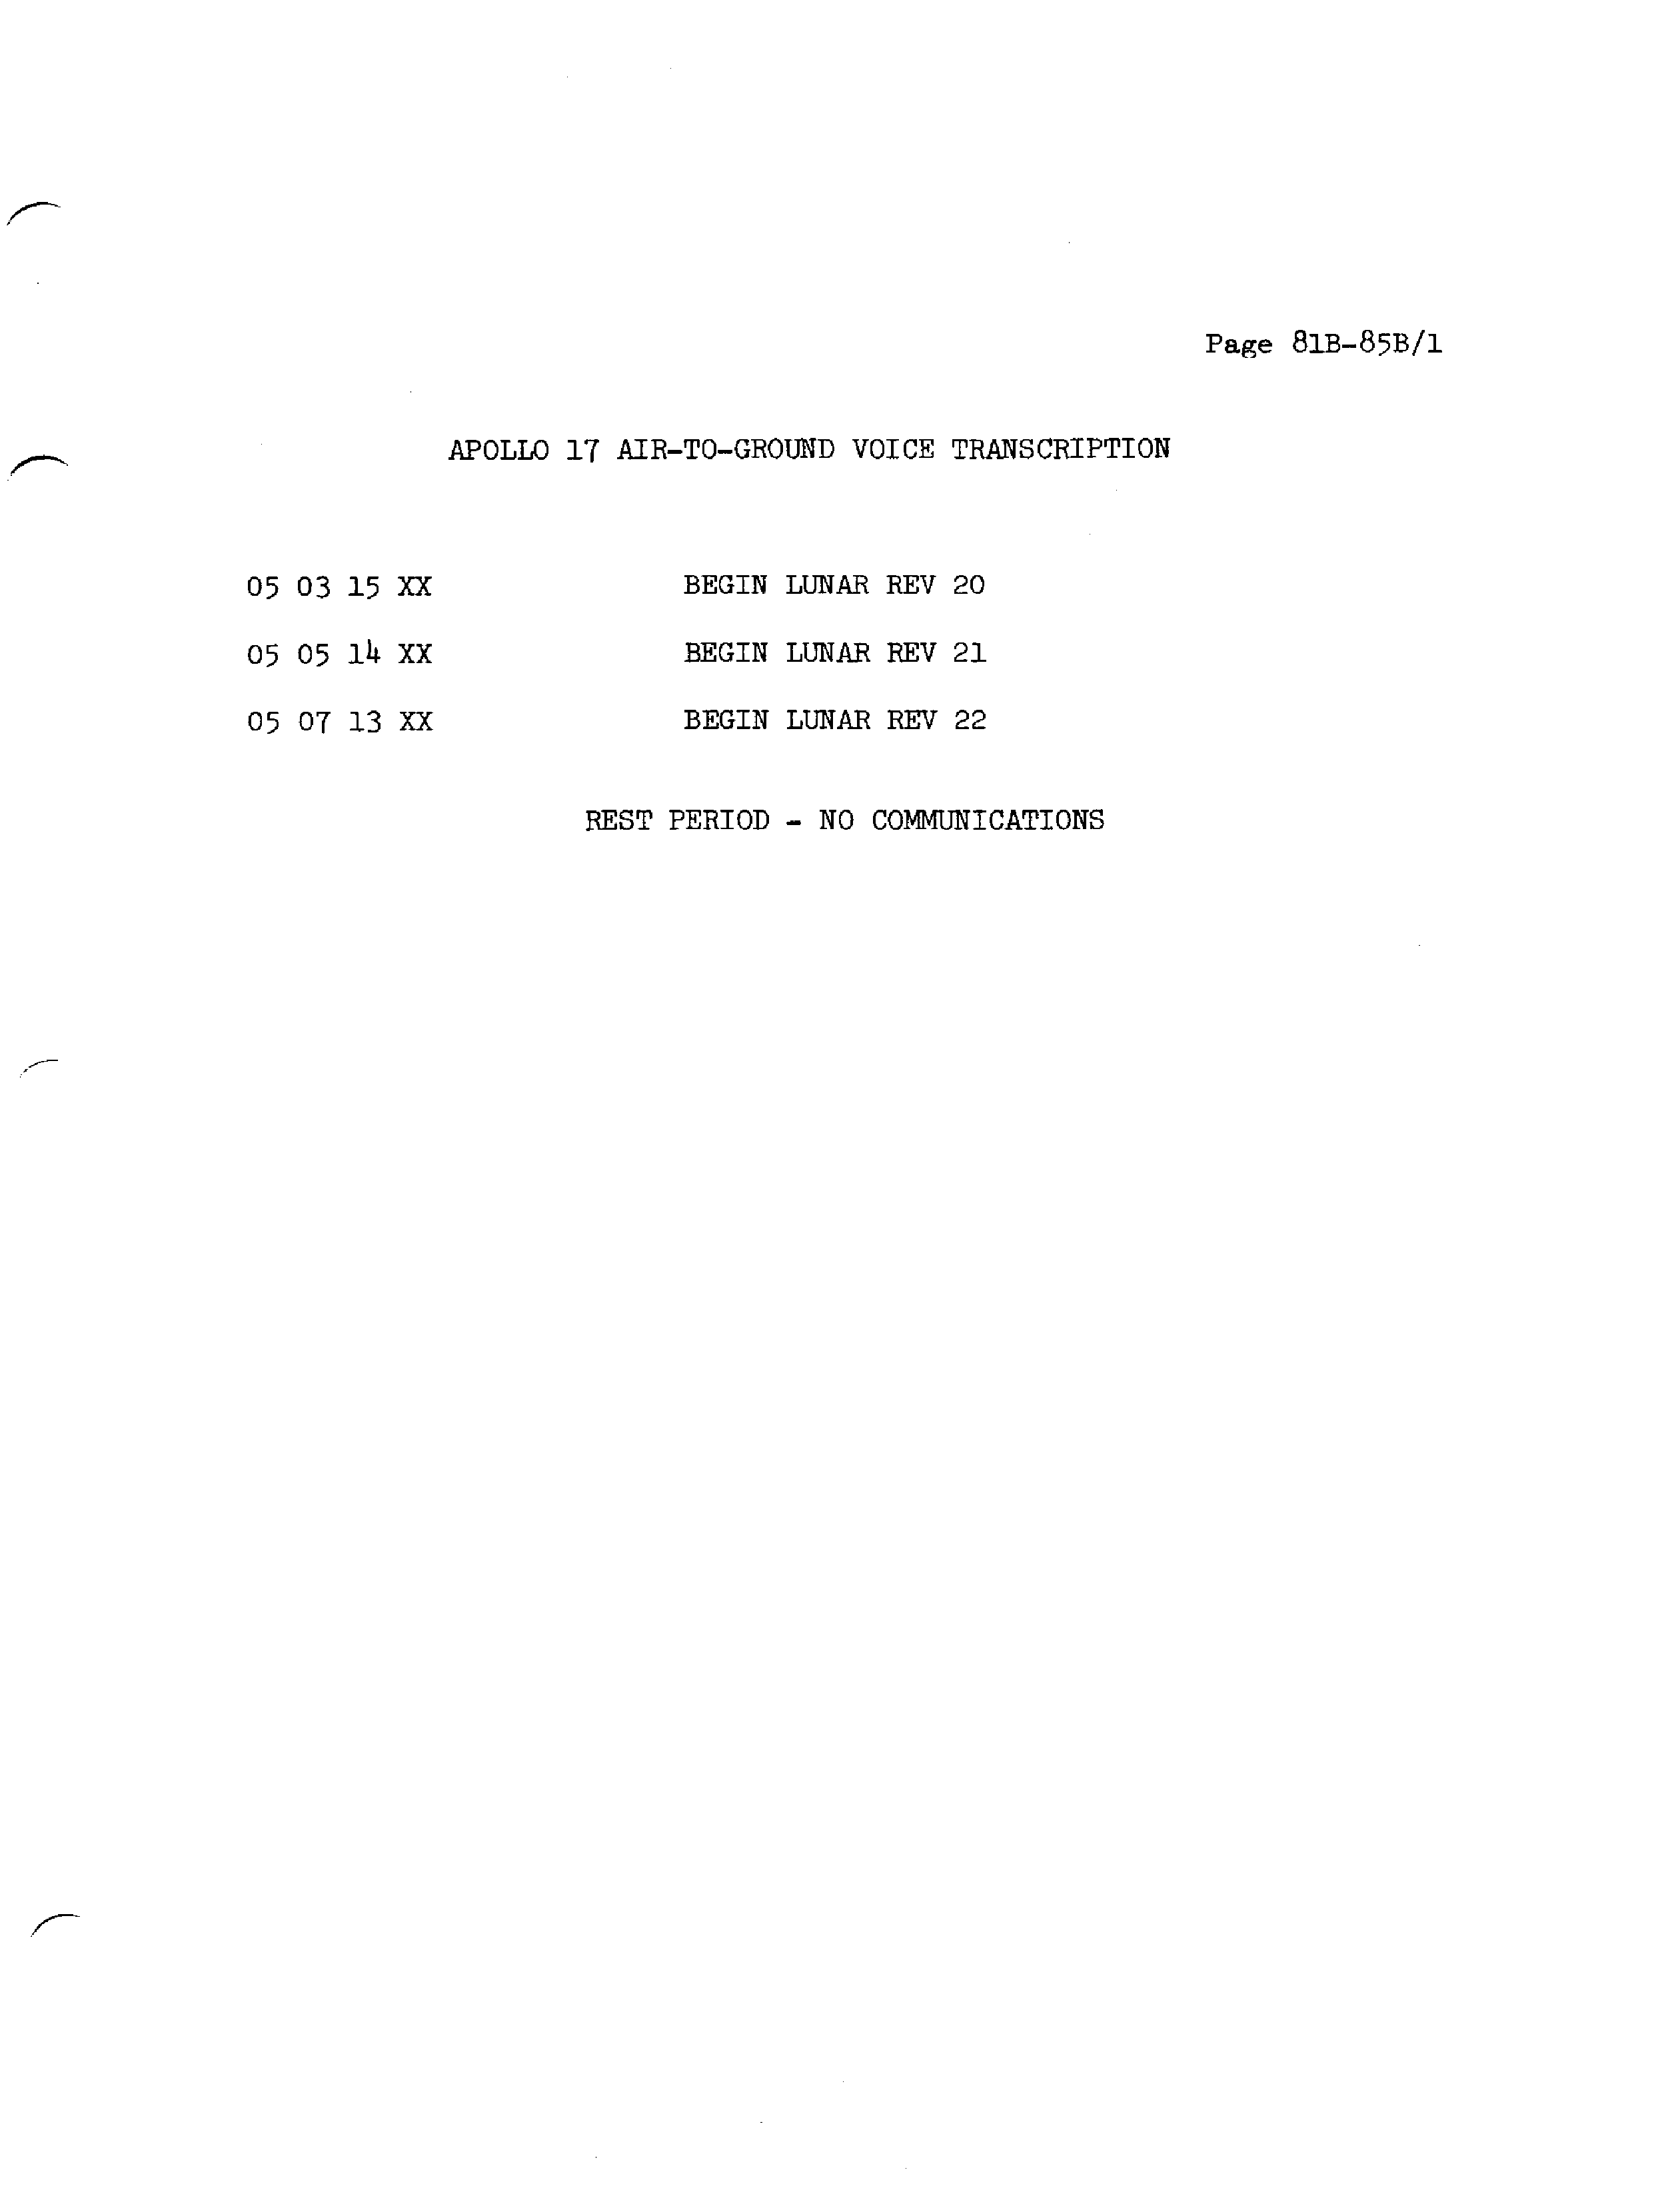 Page 81B-85B/1
APOLLO 17 AIR-TO-GROUND VOICE TRANSCRIPTION
05 03 15 XX BEGIN LUNAR REV 20
05 05 14 XX BEGIN LUNAR REV 21
05 07 13 XX BEGIN LUNAR REV 22
REST PERIOD - NO COMMUNICATIONS